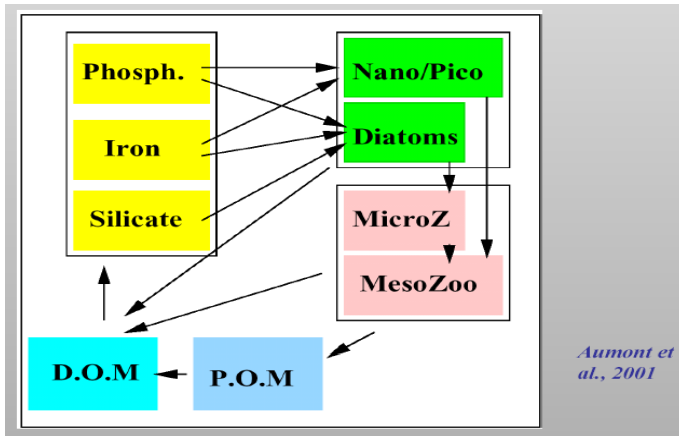 Phosph.
Iron
Silicate
Nano/Pico
Diatoms
MicroZ
MesoZoo
D.O.M
P.O.M
Aumont et
al., 2001